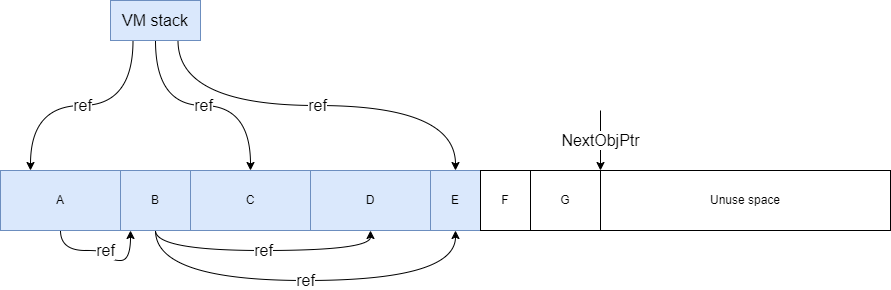 VM stack
ref
ref
ref
NextObjPtr
A
B
C
D
E
F
G
Unuse space
ref
ref
ref